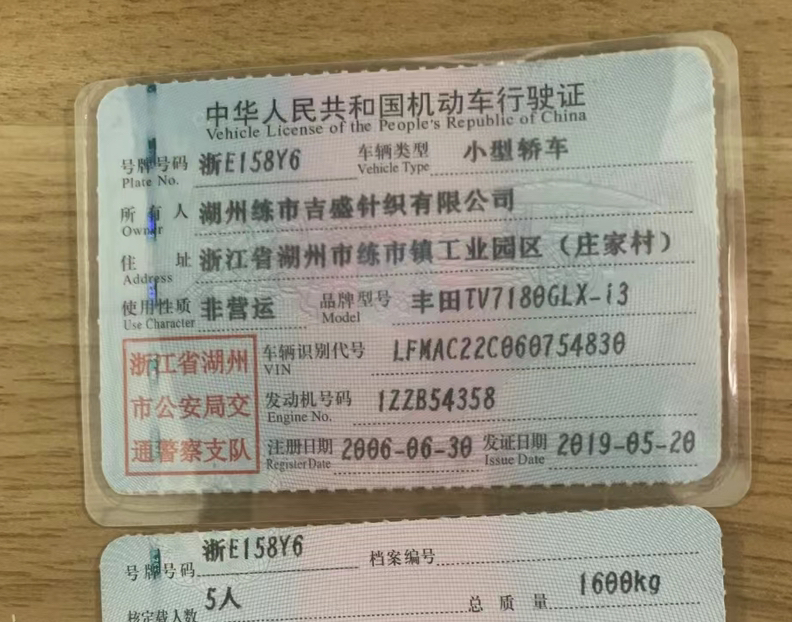 中华人民共和国机动车行驶证
Vehicle License of the People's Republic of China
号牌号码 浙E158Y6 车辆类型 小型轿车
Plate No. Vehicle Type
所有人 湖州练市吉盛针织有限公司
Owner
住址 浙江省湖州市练市镇工业园区（庄家村）
Address
使用性质 非营运 品牌型号 丰田TV7180GLX-i3
Use Character Model
浙江省湖州
市公安局交
通警察支队
车辆识别代号 LFMAC22C060754830
VIN
发动机号码 1ZZB54358
Engine No.
注册日期 2006-06-30 发证日期 2019-05-20
Register Date Issue Date
号牌号码 浙E158Y6 档案编号
核定载人数 5人 总质量 1600kg